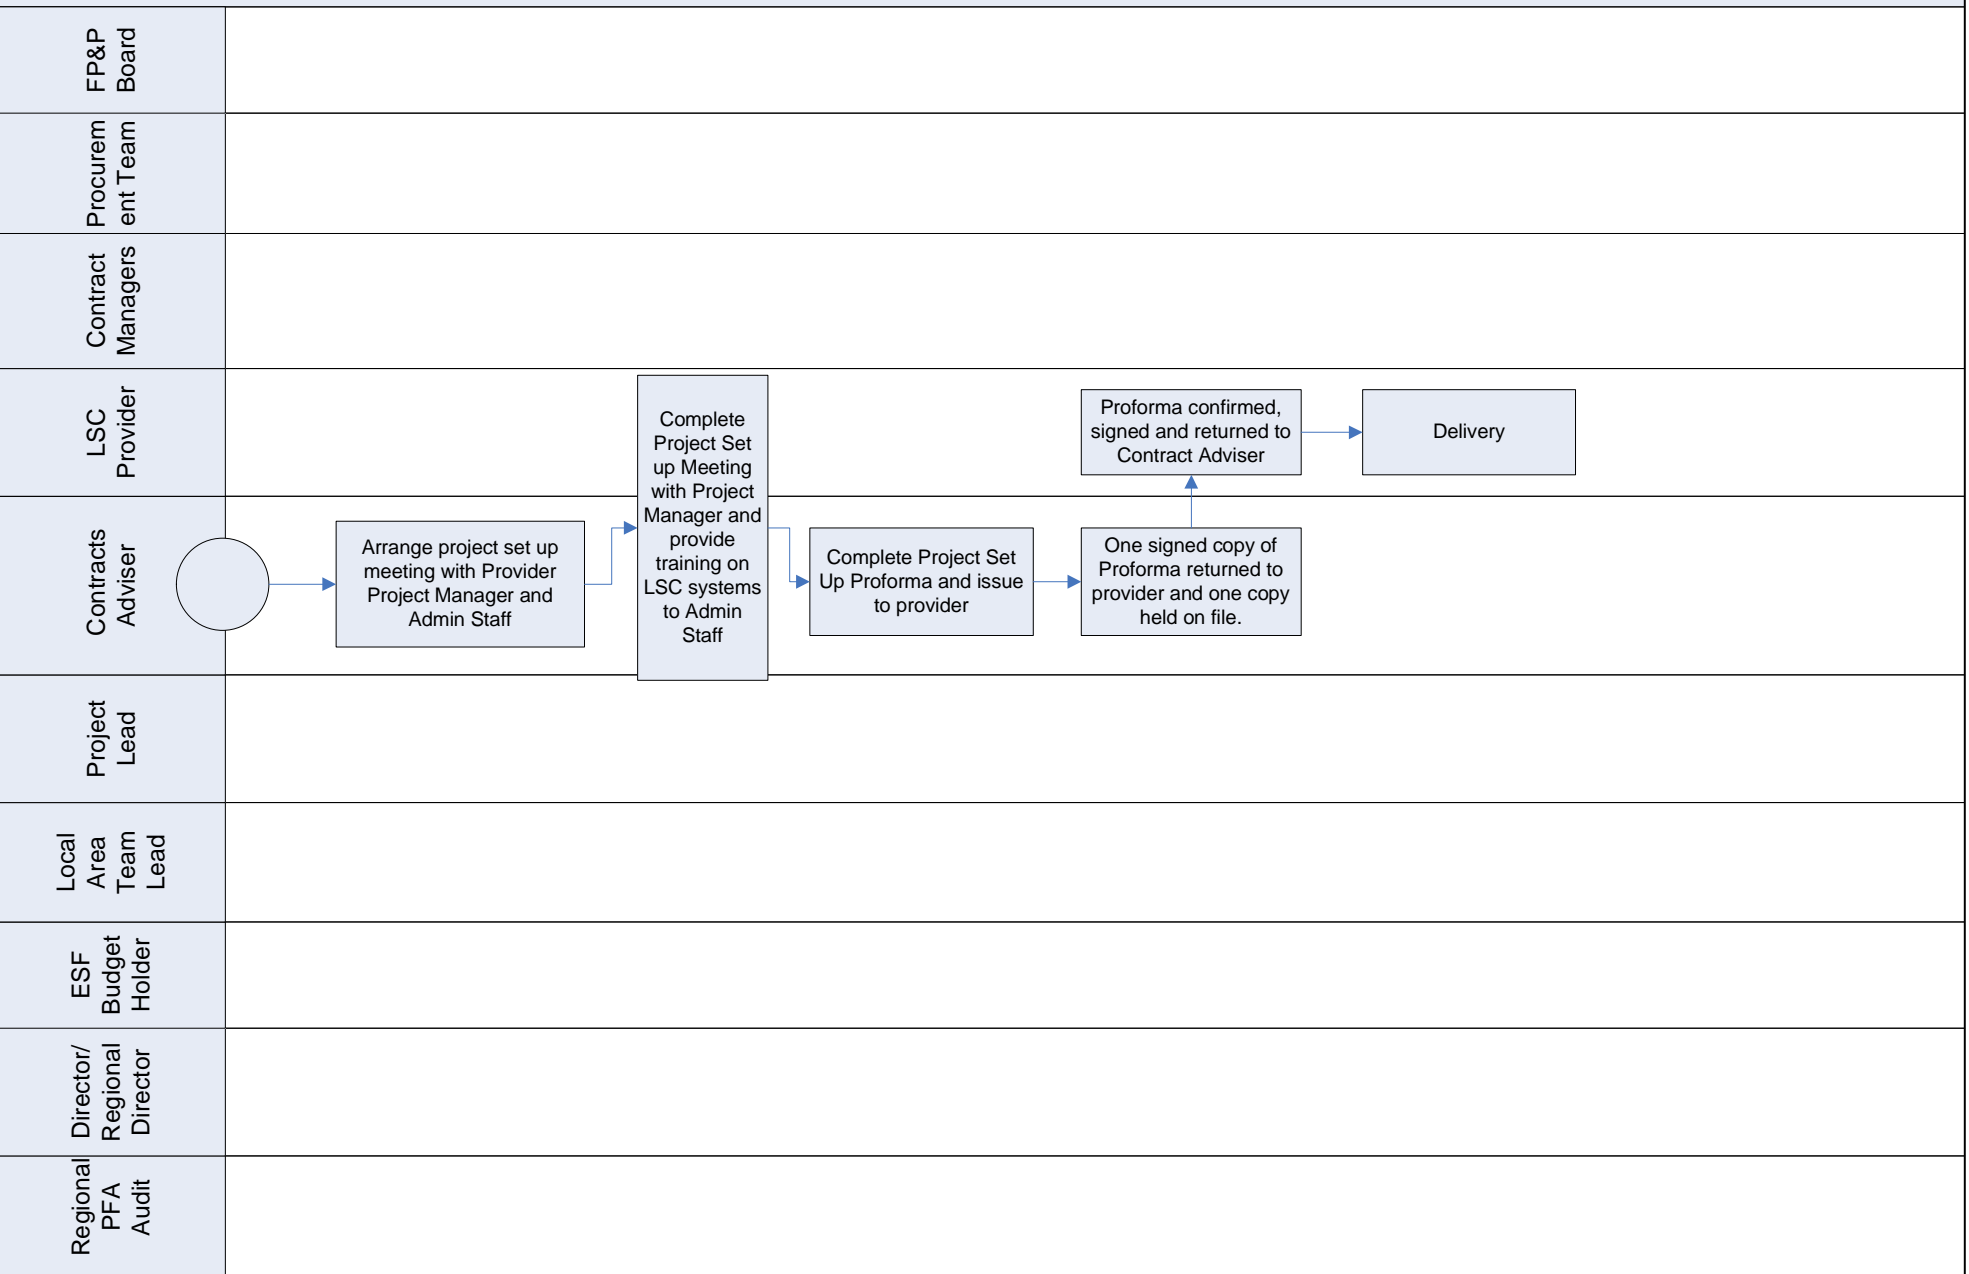 FP&P
Board
Procurem
ent Team
Contract
Managers
LSC
Provider
Complete
Project Set
up Meeting
with Project
Manager and
provide
training on
LSC systems
to Admin
Staff
Proforma confirmed,
signed and returned to
Contract Adviser
Delivery
Contracts
Adviser
Arrange project set up
meeting with Provider
Project Manager and
Admin Staff
Complete Project Set
Up Proforma and issue
to provider
One signed copy of
Proforma returned to
provider and one copy
held on file.
Project
Lead
Local
Area
Team
Lead
ESF
Budget
Holder
Director/
Regional
Director
Regional
PFA
Audit